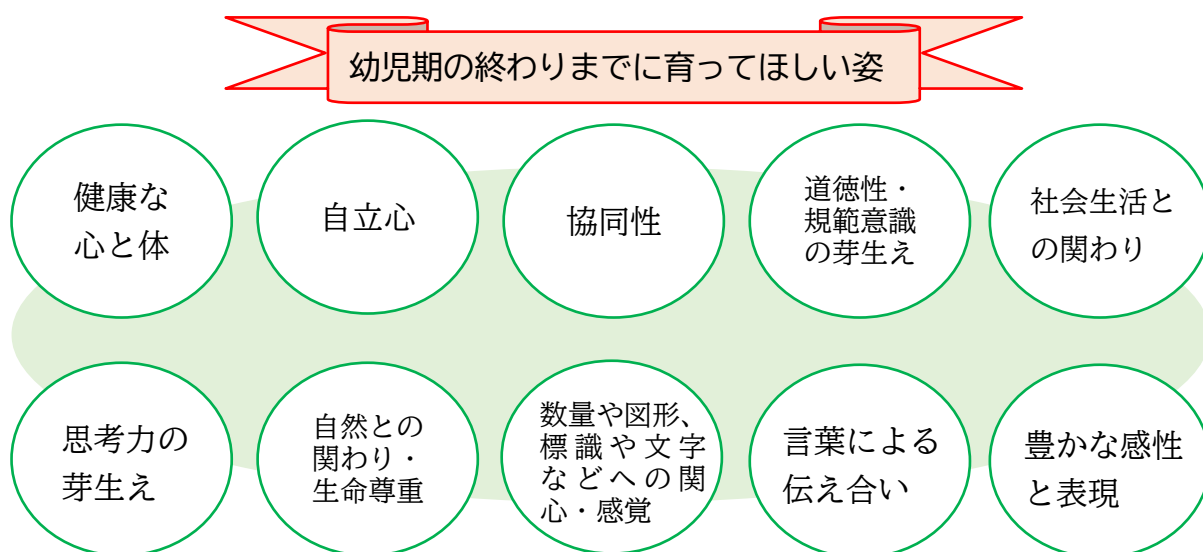 幼児期の終わりまでに育ってほしい姿
健康な
心と体
自立心
協同性
道徳性・
規範意識
の芽生え
社会生活と
の関わり
思考力の
芽生え
自然との
関わり・
生命尊重
数量や図形、
標識や文字
などへの関
心・感覚
言葉による
伝え合い
豊かな感性
と表現